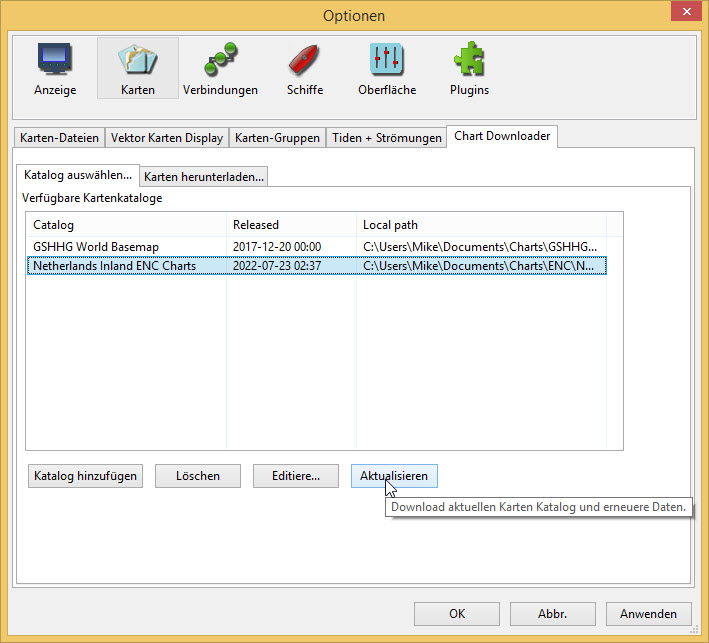 Optionen
Anzeige Karten Verbindungen Schiffe Oberfläche Plugins
Karten-Dateien Vektor Karten Display Karten-Gruppen Tiden + Strömungen Chart Downloader
Katalog auswählen... Karten herunterladen...
Verfügbare Kartenkataloge
Catalog Released Local path
GSHHG World Basemap 2017-12-20 00:00 C:\Users\Mike\Documents\Charts\GSHHG...
Netherlands Inland ENC Charts 2022-07-23 02:37 C:\Users\Mike\Documents\Charts\ENC\N...
Katalog hinzufügen Löschen Editiere... Aktualisieren
Download aktuellen Karten Katalog und erneuere Daten.
OK Abbr. Anwenden